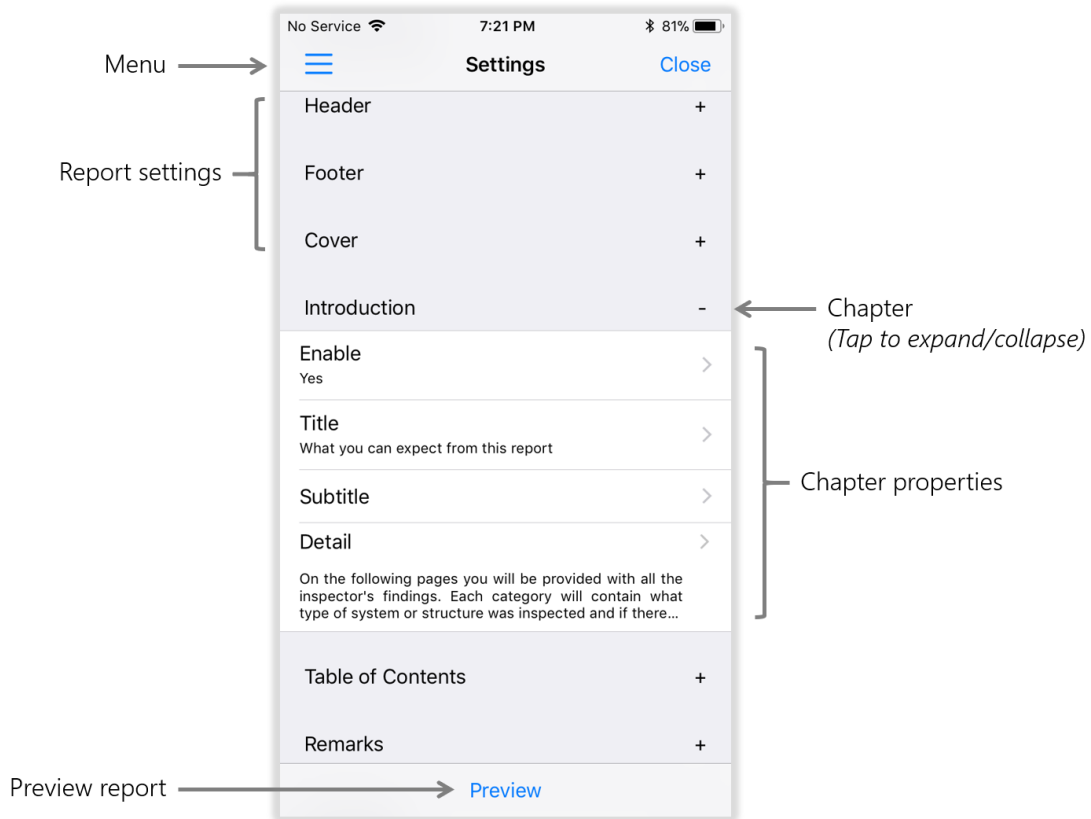 No Service 7:21 PM 81%
Menu Settings Close
Header +
Report settings Footer +
Cover +
Introduction - Chapter
(Tap to expand/collapse)
Enable
Yes
Title
What you can expect from this report
Chapter properties
Subtitle
Detail
On the following pages you will be provided with all the
inspector's findings. Each category will contain what
type of system or structure was inspected and if there...
Table of Contents +
Remarks +
Preview report Preview